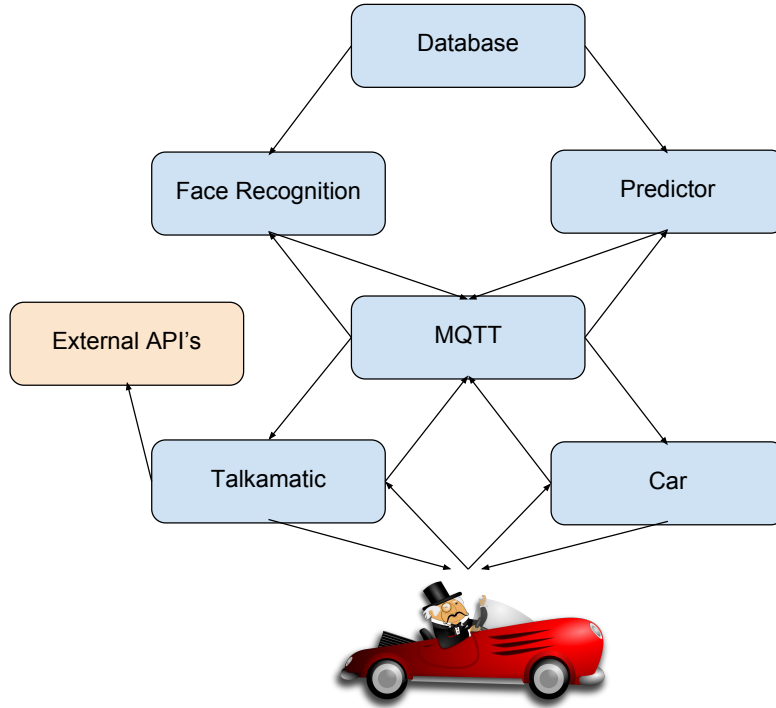 Database
Face Recognition
Predictor
External API’s
MQTT
Talkamatic
Car